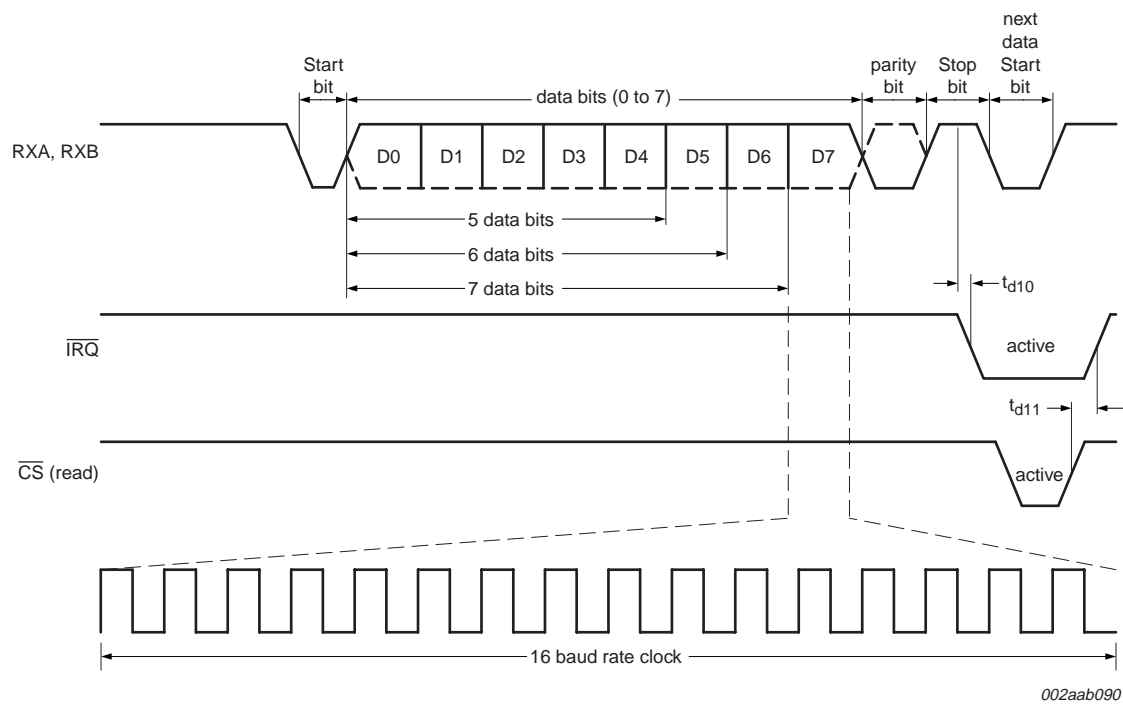 next
data
Start
bit
Start
bit
parity
bit
Stop
bit
data bits (0 to 7)
RXA, RXB
D0 D1 D2 D3 D4 D5 D6 D7
5 data bits
6 data bits
7 data bits
td10
IRQ
active
td11
CS (read)
active
16 baud rate clock
002aab090